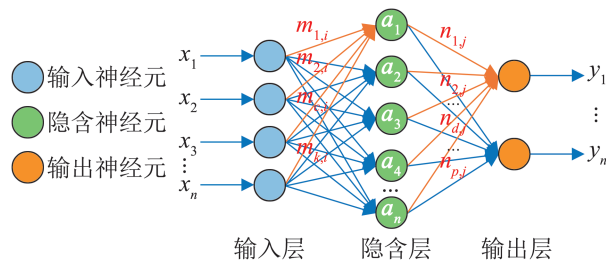 输入神经元
隐含神经元
输出神经元
x1
x2
x3
⋮
xn
m1,i
m2,i
mk,i
a1
a2
a3
a4
...
an
n1,j
n2,j
...
nd,j
...
np,j
y1
⋮
yn
输入层
隐含层
输出层